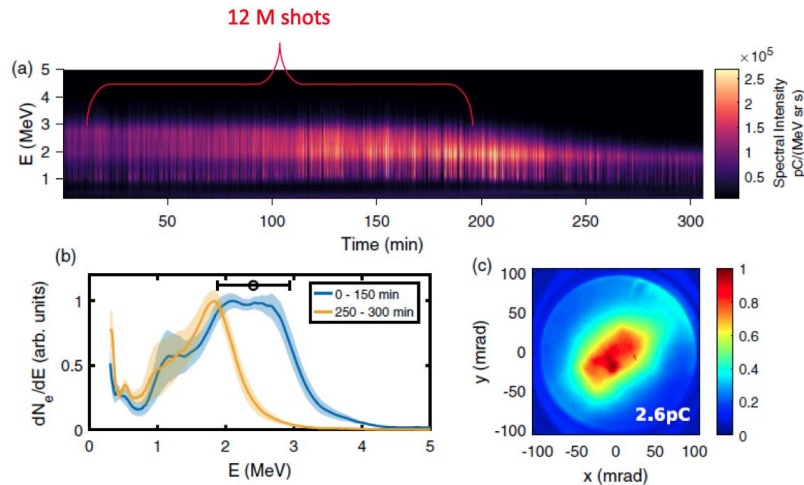 12 M shots
(a)
5
4
3
2
1
E (MeV)
50
100
150
200
250
300
Time (min)
×10⁵
2.5
2
1.5
1
0.5
Spectral Intensity
pC/(MeV sr s)
(b)
1
0.5
0
dNₑ/dE (arb. units)
0 - 150 min
250 - 300 min
0
1
2
3
4
5
E (MeV)
(c)
100
50
0
-50
-100
y (mrad)
2.6pC
-100
-50
0
50
100
x (mrad)
1
0.8
0.6
0.4
0.2
0